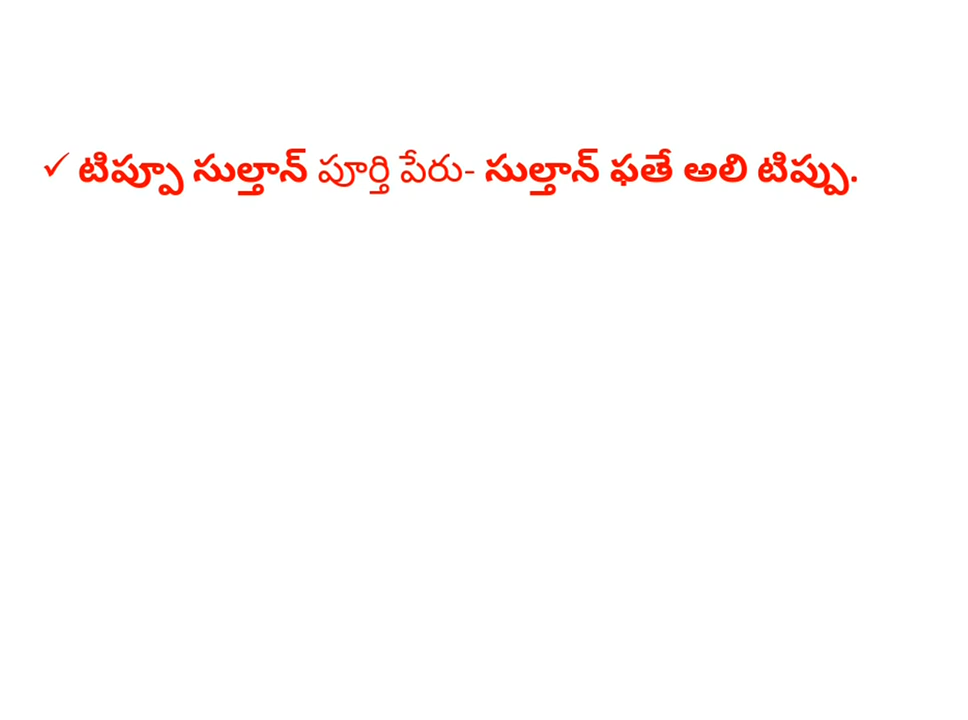 ✓ టిప్పూ సుల్తాన్ పూర్తి పేరు- సుల్తాన్ ఫతే అలి టిప్పు.